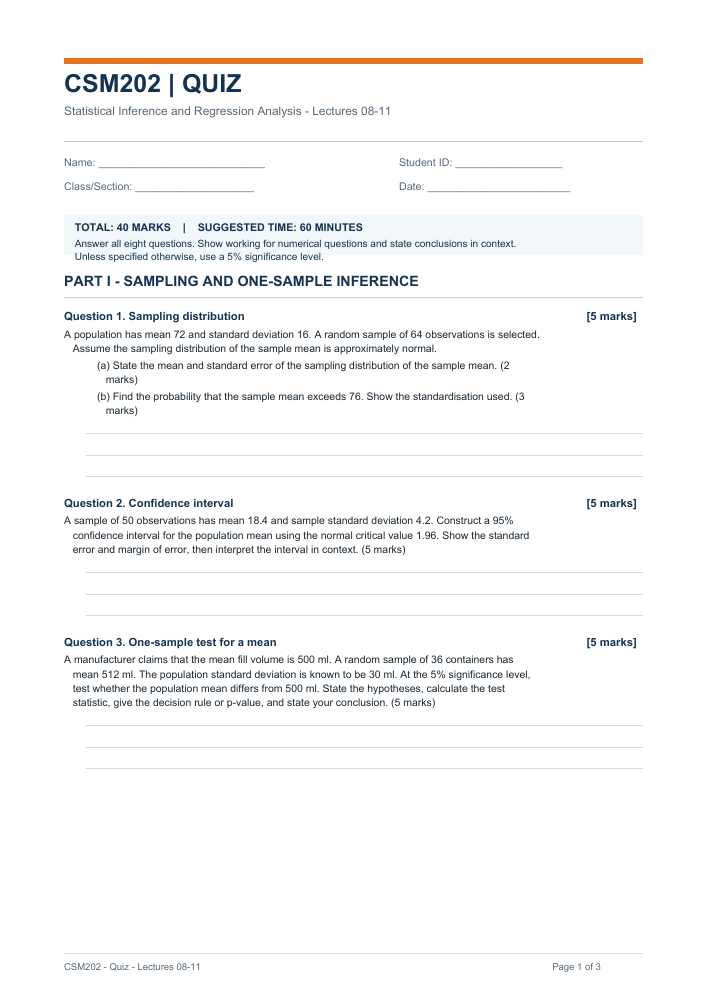 CSM202 | QUIZ
Statistical Inference and Regression Analysis - Lectures 08-11
Name: ____________________________ Student ID: __________________
Class/Section: ____________________ Date: ________________________
TOTAL: 40 MARKS | SUGGESTED TIME: 60 MINUTES
Answer all eight questions. Show working for numerical questions and state conclusions in context.
Unless specified otherwise, use a 5% significance level.
PART I - SAMPLING AND ONE-SAMPLE INFERENCE
Question 1. Sampling distribution [5 marks]
A population has mean 72 and standard deviation 16. A random sample of 64 observations is selected.
Assume the sampling distribution of the sample mean is approximately normal.
(a) State the mean and standard error of the sampling distribution of the sample mean. (2
marks)
(b) Find the probability that the sample mean exceeds 76. Show the standardisation used. (3
marks)
Question 2. Confidence interval [5 marks]
A sample of 50 observations has mean 18.4 and sample standard deviation 4.2. Construct a 95%
confidence interval for the population mean using the normal critical value 1.96. Show the standard
error and margin of error, then interpret the interval in context. (5 marks)
Question 3. One-sample test for a mean [5 marks]
A manufacturer claims that the mean fill volume is 500 ml. A random sample of 36 containers has
mean 512 ml. The population standard deviation is known to be 30 ml. At the 5% significance level,
test whether the population mean differs from 500 ml. State the hypotheses, calculate the test
statistic, give the decision rule or p-value, and state your conclusion. (5 marks)
CSM202 - Quiz - Lectures 08-11 Page 1 of 3